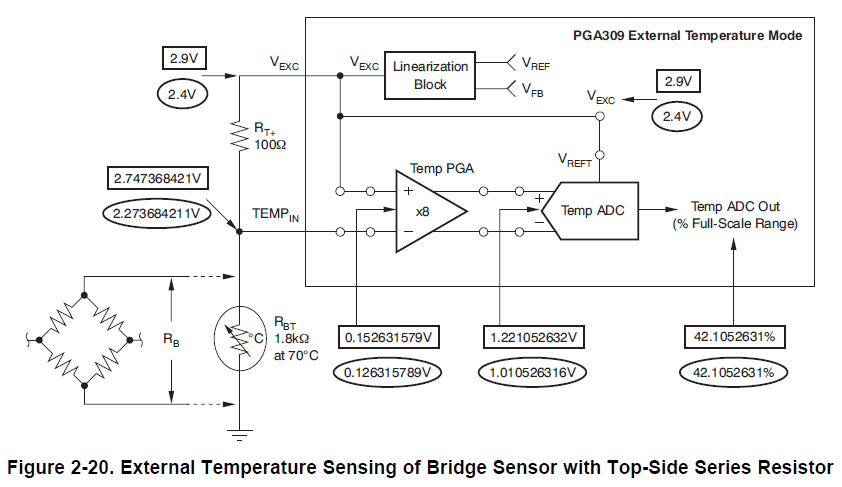 PGA309 External Temperature Mode
2.9V
2.4V
VEXC
VEXC
Linearization
Block
VREF
VFB
VEXC
2.9V
2.4V
RT+
100Ω
VREFT
2.747368421V
2.273684211V
TEMPIN
Temp PGA
+
x8
−
+
Temp ADC
−
Temp ADC Out
(% Full-Scale Range)
RB
°C
RBT
1.8kΩ
at 70°C
0.152631579V
1.221052632V
42.1052631%
0.126315789V
1.010526316V
42.1052631%
Figure 2-20. External Temperature Sensing of Bridge Sensor with Top-Side Series Resistor